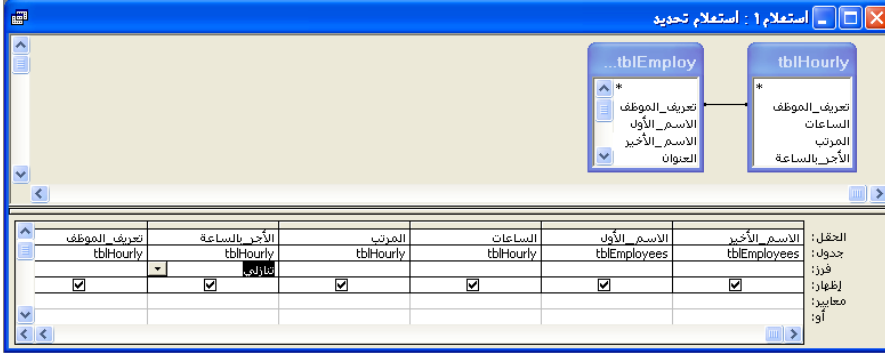 استعلام١ : استعلام تحديد
tblHourly
*
تعريف_الموظف
الساعات
المرتب
الأجر_بالساعة
tblEmploy...
*
تعريف_الموظف
الاسم_الأول
الاسم_الأخير
العنوان
الحقل: الاسم_الأخير الاسم_الأول الساعات المرتب الأجر_بالساعة تعريف_الموظف
جدول: tblEmployees tblEmployees tblHourly tblHourly tblHourly tblHourly
فرز: تنازلي
إظهار:
معايير:
أو: